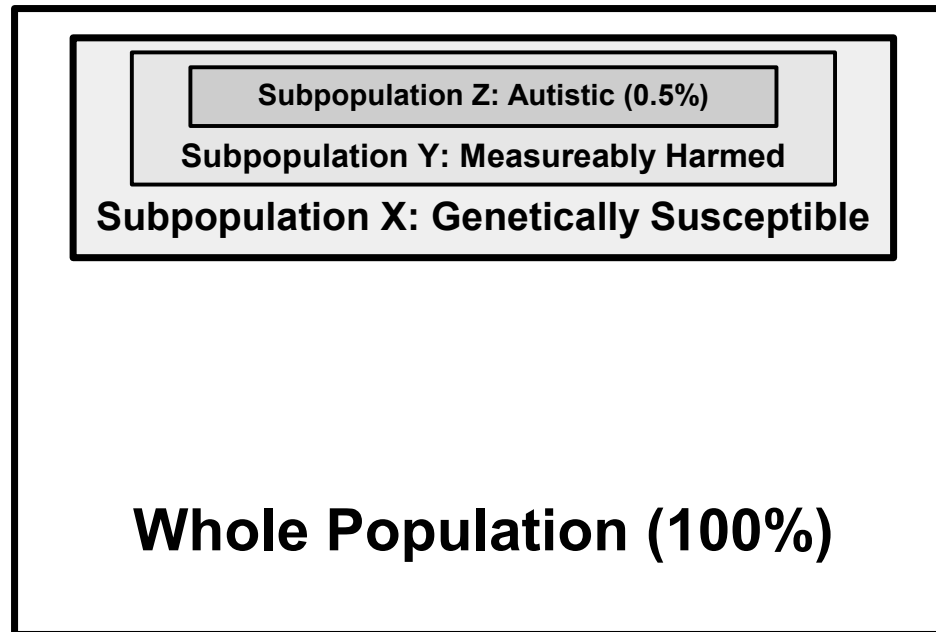 Subpopulation Z: Autistic (0.5%)
Subpopulation Y: Measureably Harmed
Subpopulation X: Genetically Susceptible
Whole Population (100%)